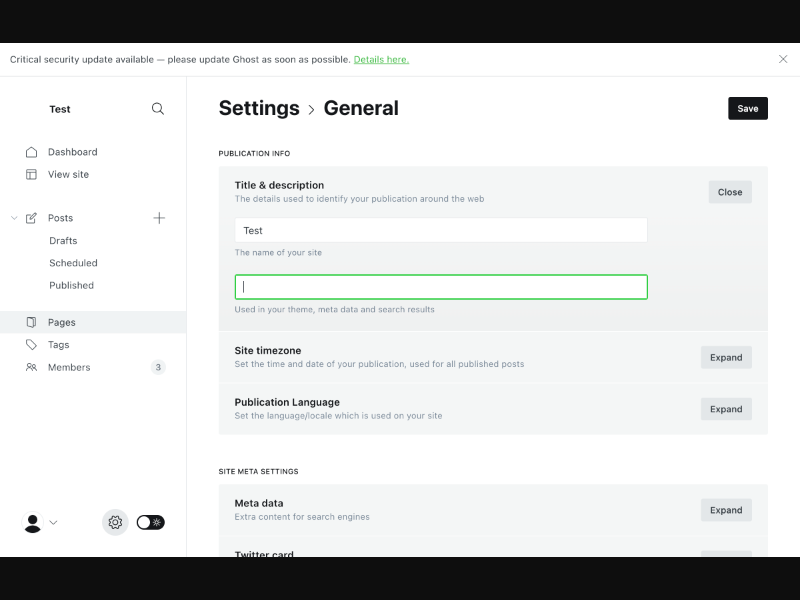 Critical security update available — please update Ghost as soon as possible. Details here.
Test
Settings › General
Save
Dashboard
View site
Posts
Drafts
Scheduled
Published
Pages
Tags
Members 3
PUBLICATION INFO
Title & description
The details used to identify your publication around the web
Close
Test
The name of your site
Used in your theme, meta data and search results
Site timezone
Set the time and date of your publication, used for all published posts
Expand
Publication Language
Set the language/locale which is used on your site
Expand
SITE META SETTINGS
Meta data
Extra content for search engines
Expand
Twitter card